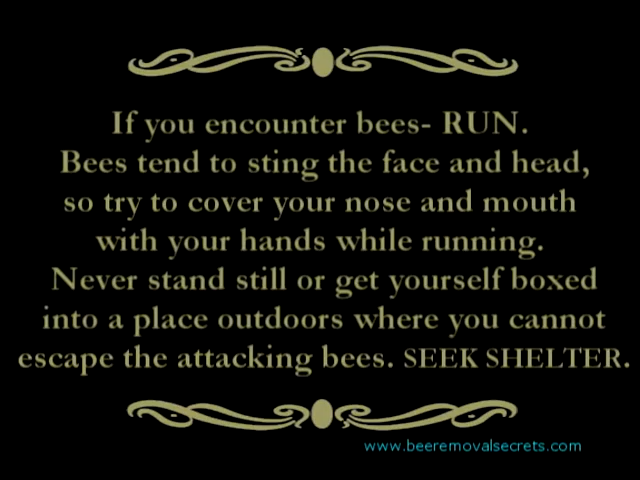 If you encounter bees- RUN.
Bees tend to sting the face and head,
so try to cover your nose and mouth
with your hands while running.
Never stand still or get yourself boxed
into a place outdoors where you cannot
escape the attacking bees. SEEK SHELTER.
www.beeremovalsecrets.com